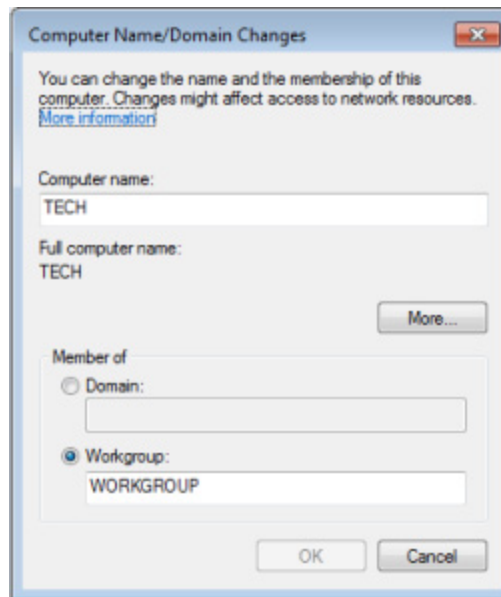 Computer Name/Domain Changes
You can change the name and the membership of this
computer. Changes might affect access to network resources.
More information
Computer name:
TECH
Full computer name:
TECH
More...
Member of
Domain:
Workgroup:
WORKGROUP
OK
Cancel